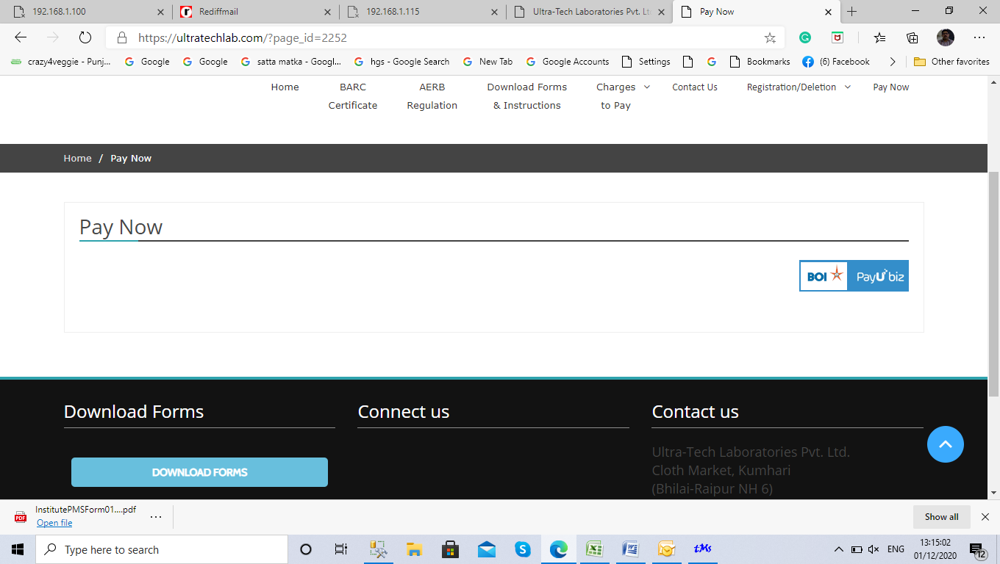 192.168.1.100
Rediffmail
192.168.1.115
Ultra-Tech Laboratories Pvt. Lt
Pay Now
https://ultratechlab.com/?page_id=2252
crazy4veggie - Punj...
Google
Google
satta matka - Googl...
hgs - Google Search
New Tab
Google Accounts
Settings
Bookmarks
(6) Facebook
Other favorites
Home
BARC
Certificate
AERB
Regulation
Download Forms
& Instructions
Charges
to Pay
Contact Us
Registration/Deletion
Pay Now
Home / Pay Now
Pay Now
BOI PayU biz
Download Forms
DOWNLOAD FORMS
Connect us
Contact us
Ultra-Tech Laboratories Pvt. Ltd.
Cloth Market, Kumhari
(Bhilai-Raipur NH 6)
PDF
InstitutePMSForm01....pdf
Open file
Show all
Type here to search
tMs
ENG
13:15:02
01/12/2020
12